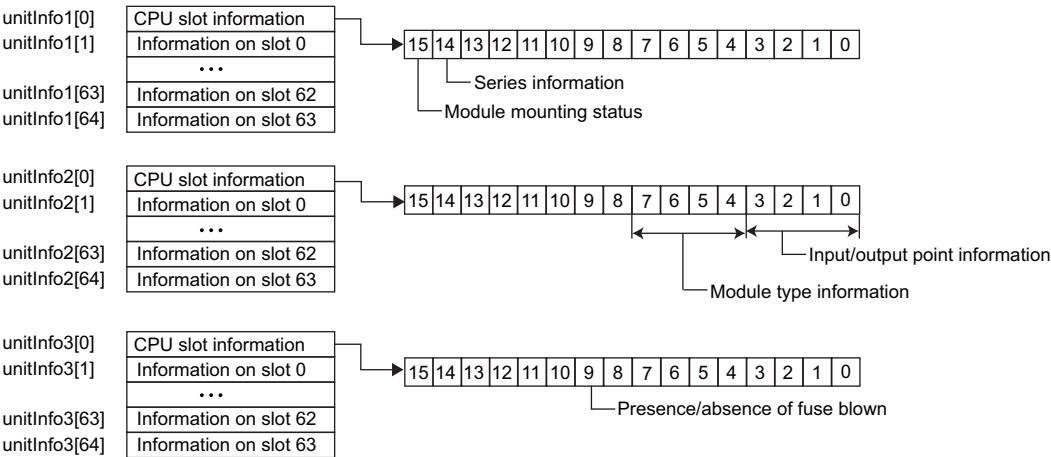 unitInfo1[0] CPU slot information
unitInfo1[1] Information on slot 0 15 14 13 12 11 10 9 8 7 6 5 4 3 2 1 0
...
Series information
unitInfo1[63] Information on slot 62
Module mounting status
unitInfo1[64] Information on slot 63
unitInfo2[0] CPU slot information
unitInfo2[1] Information on slot 0 15 14 13 12 11 10 9 8 7 6 5 4 3 2 1 0
...
unitInfo2[63] Information on slot 62 Input/output point information
unitInfo2[64] Information on slot 63
Module type information
unitInfo3[0] CPU slot information
unitInfo3[1] Information on slot 0 15 14 13 12 11 10 9 8 7 6 5 4 3 2 1 0
...
Presence/absence of fuse blown
unitInfo3[63] Information on slot 62
unitInfo3[64] Information on slot 63